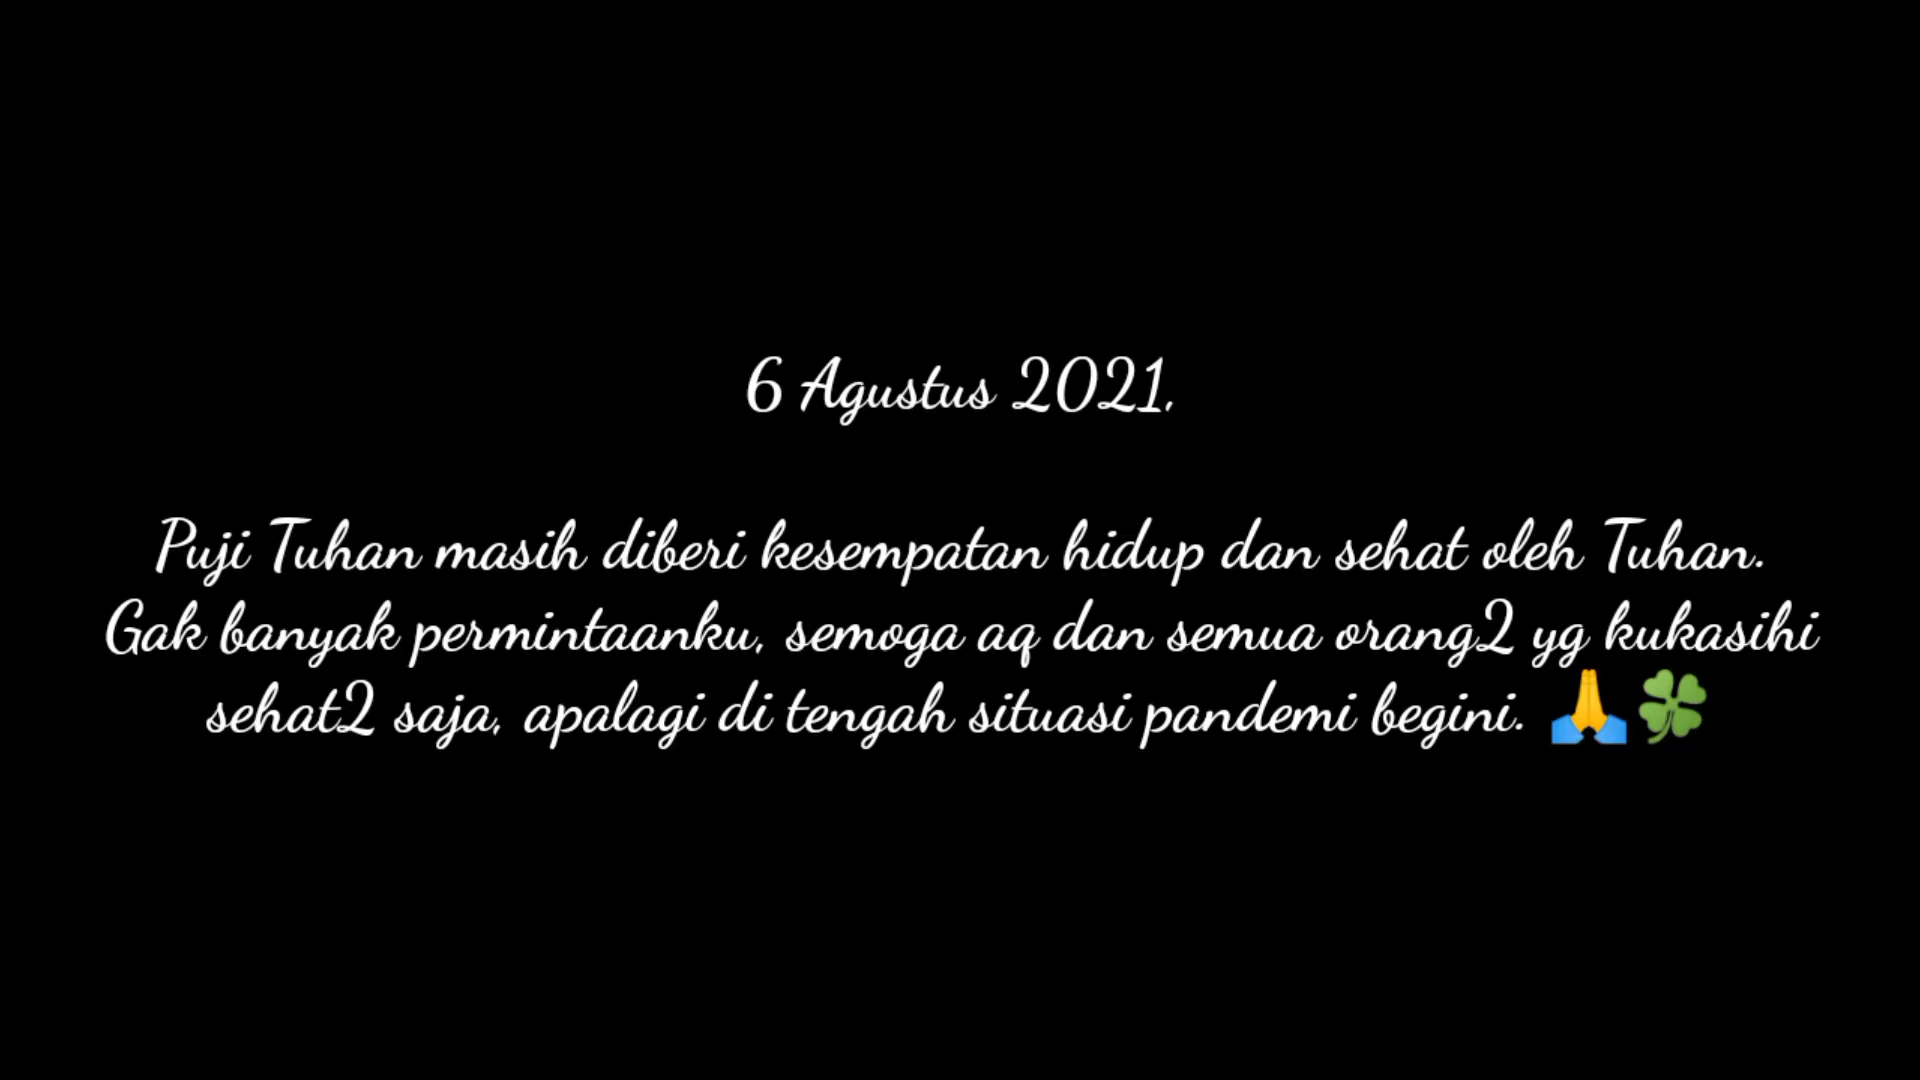 6 Agustus 2021,
Puji Tuhan masih diberi kesempatan hidup dan sehat oleh Tuhan.
Gak banyak permintaanku, semoga aq dan semua orang2 yg kukasihi
sehat2 saja, apalagi di tengah situasi pandemi begini. 🙏🍀